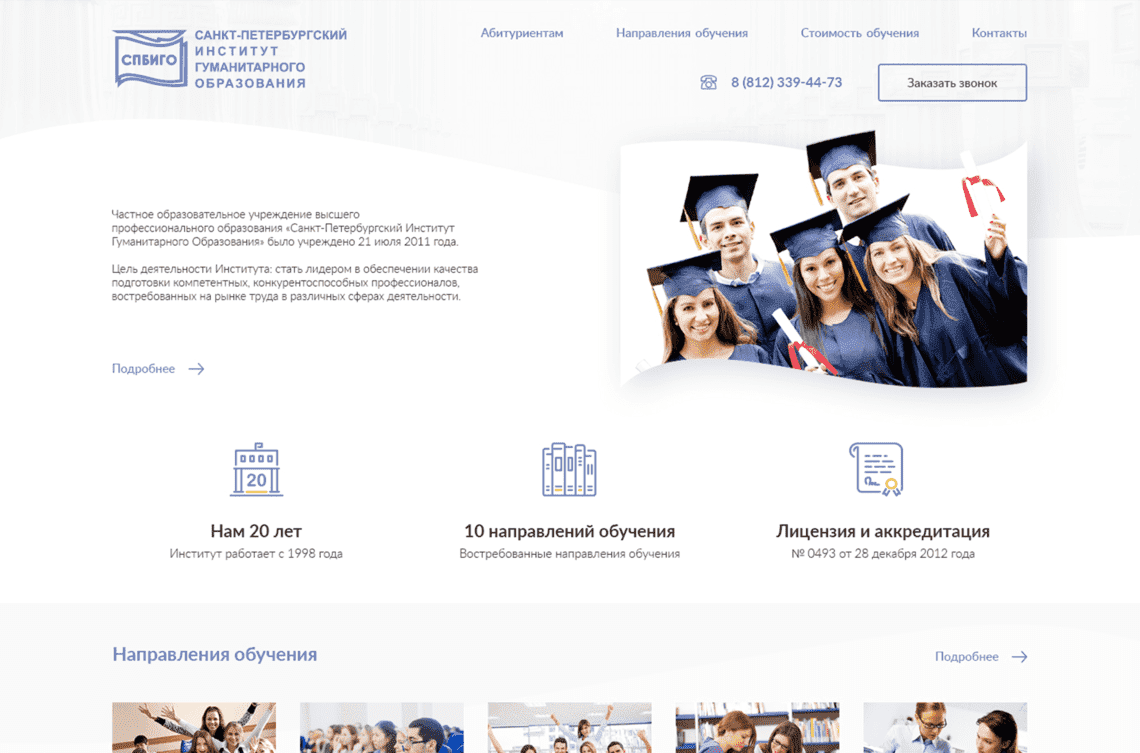 САНКТ-ПЕТЕРБУРГСКИЙ
ИНСТИТУТ
ГУМАНИТАРНОГО
ОБРАЗОВАНИЯ
СПБИГО
Абитуриентам
Направления обучения
Стоимость обучения
Контакты
8 (812) 339-44-73
Заказать звонок
Частное образовательное учреждение высшего
профессионального образования «Санкт-Петербургский Институт
Гуманитарного Образования» было учреждено 21 июля 2011 года.
Цель деятельности Института: стать лидером в обеспечении качества
подготовки компетентных, конкурентоспособных профессионалов,
востребованных на рынке труда в различных сферах деятельности.
Подробнее
20
Нам 20 лет
Институт работает с 1998 года
10 направлений обучения
Востребованные направления обучения
Лицензия и аккредитация
№ 0493 от 28 декабря 2012 года
Направления обучения
Подробнее